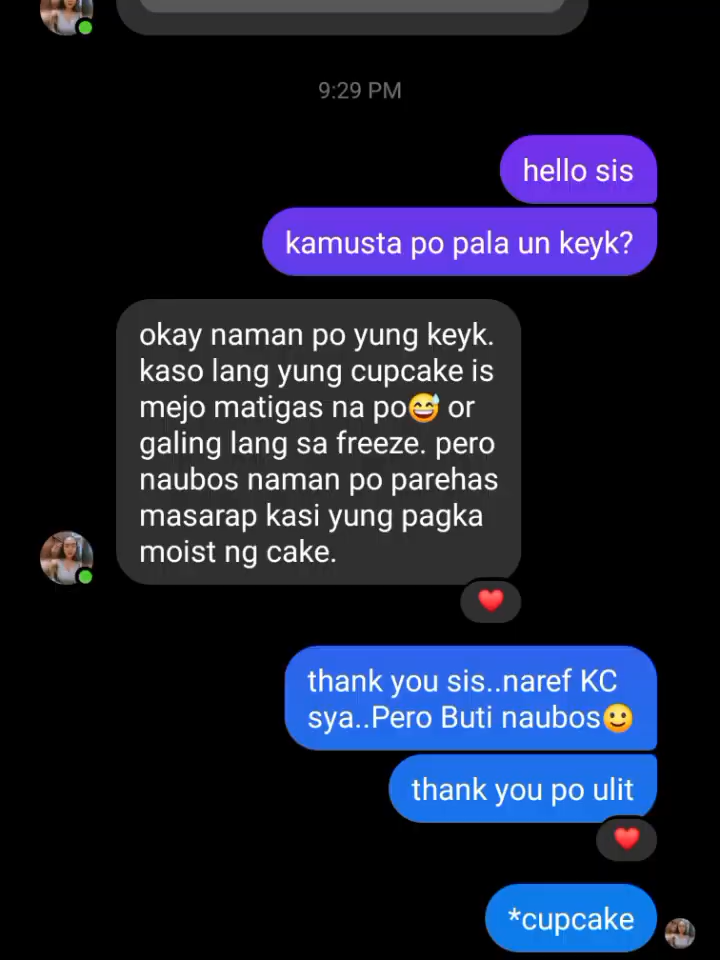 9:29 PM
hello sis
kamusta po pala un keyk?
okay naman po yung keyk.
kaso lang yung cupcake is
mejo matigas na po😅 or
galing lang sa freeze. pero
naubos naman po parehas
masarap kasi yung pagka
moist ng cake.
thank you sis..naref KC
sya..Pero Buti naubos🙂
thank you po ulit
*cupcake